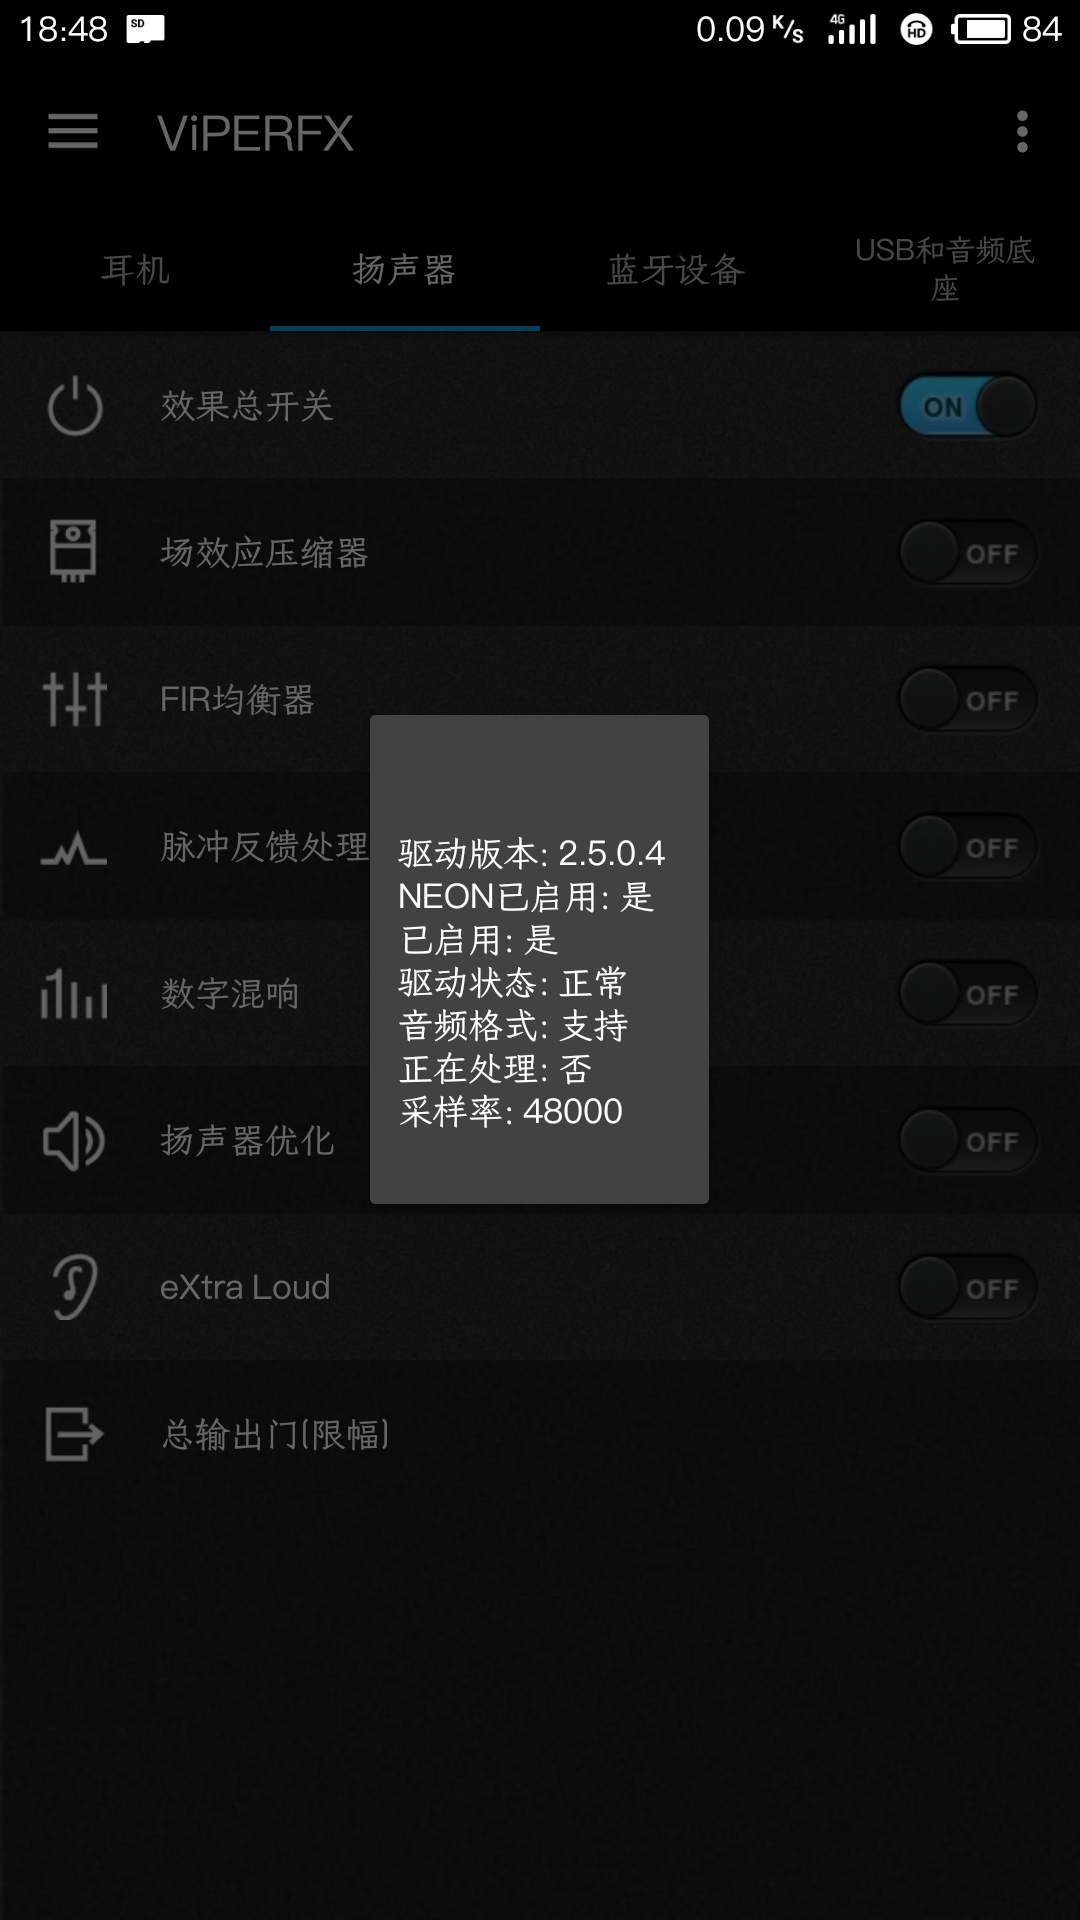 18:48 SD 0.09 K/s 4G HD 84
ViPERFX
耳机 扬声器 蓝牙设备 USB和音频底
座
效果总开关 ON
场效应压缩器 OFF
FIR均衡器 OFF
脉冲反馈处理 OFF
数字混响 OFF
扬声器优化 OFF
eXtra Loud OFF
总输出门(限幅)
驱动版本: 2.5.0.4
NEON已启用: 是
已启用: 是
驱动状态: 正常
音频格式: 支持
正在处理: 否
采样率: 48000